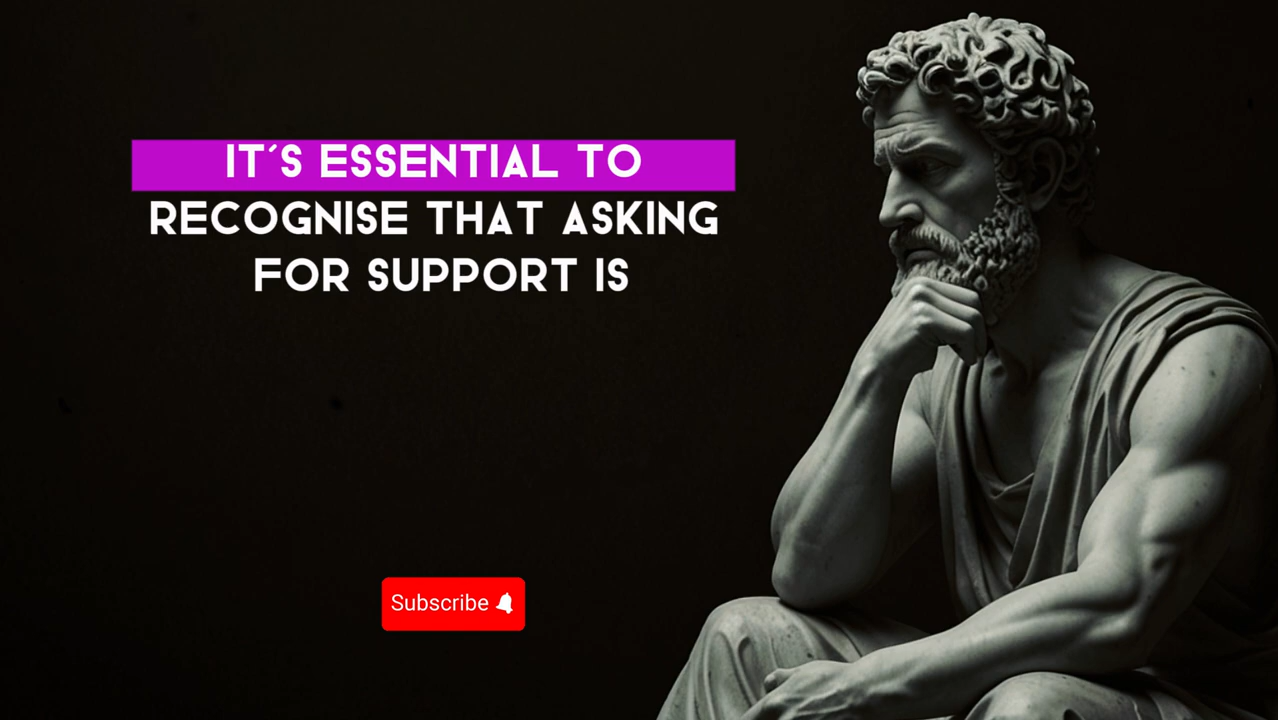 IT´S ESSENTIAL TO
RECOGNISE THAT ASKING
FOR SUPPORT IS
Subscribe